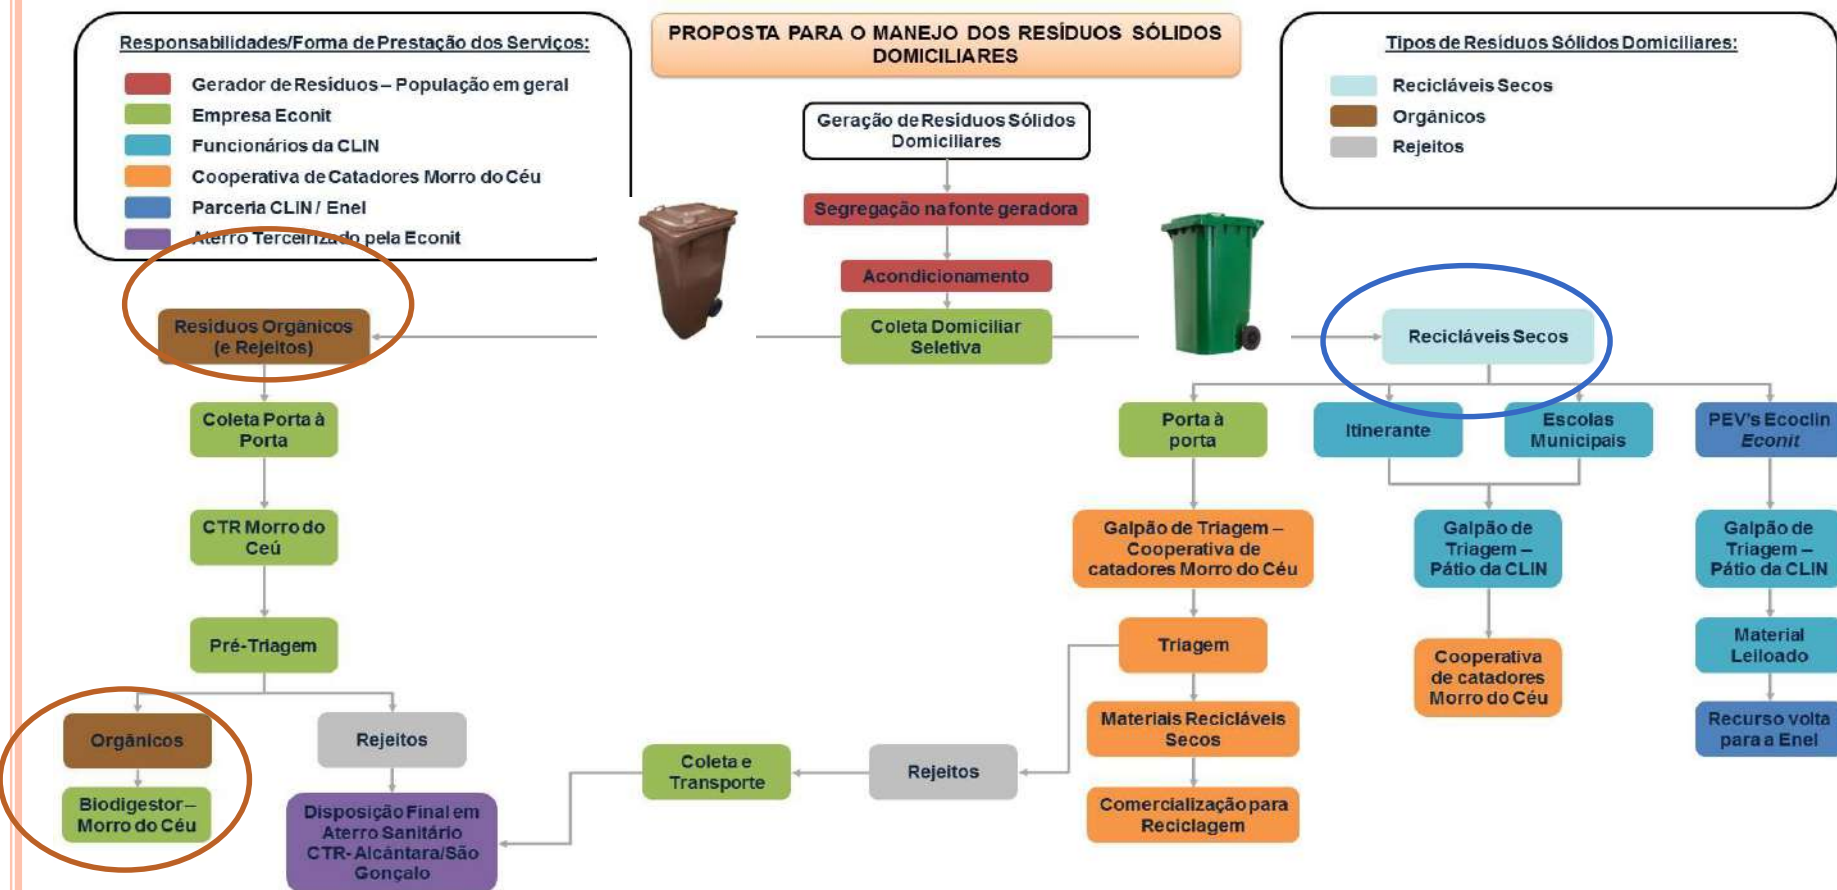 Responsabilidades/Forma de Prestação dos Serviços:
Gerador de Resíduos – População em geral
Empresa Econit
Funcionários da CLIN
Cooperativa de Catadores Morro do Céu
Parceria CLIN / Enel
Aterro Terceirizado pela Econit
PROPOSTA PARA O MANEJO DOS RESÍDUOS SÓLIDOS
DOMICILIARES
Tipos de Resíduos Sólidos Domiciliares:
Recicláveis Secos
Orgânicos
Rejeitos
Geração de Resíduos Sólidos
Domiciliares
Segregação na fonte geradora
Acondicionamento
Coleta Domiciliar
Seletiva
Resíduos Orgânicos
(e Rejeitos)
Recicláveis Secos
Coleta Porta à
Porta
CTR Morro do
Ceú
Pré-Triagem
Orgânicos
Rejeitos
Biodigestor –
Morro do Céu
Disposição Final em
Aterro Sanitário
CTR- Alcântara/São
Gonçalo
Coleta e
Transporte
Rejeitos
Porta à
porta
Itinerante
Escolas
Municipais
PEV's Ecoclin
Econit
Galpão de Triagem –
Cooperativa de
catadores Morro do Céu
Galpão de
Triagem –
Pátio da CLIN
Galpão de
Triagem –
Pátio da CLIN
Triagem
Cooperativa
de catadores
Morro do Céu
Material
Leiloado
Materiais Recicláveis
Secos
Recurso volta
para a Enel
Comercialização para
Reciclagem